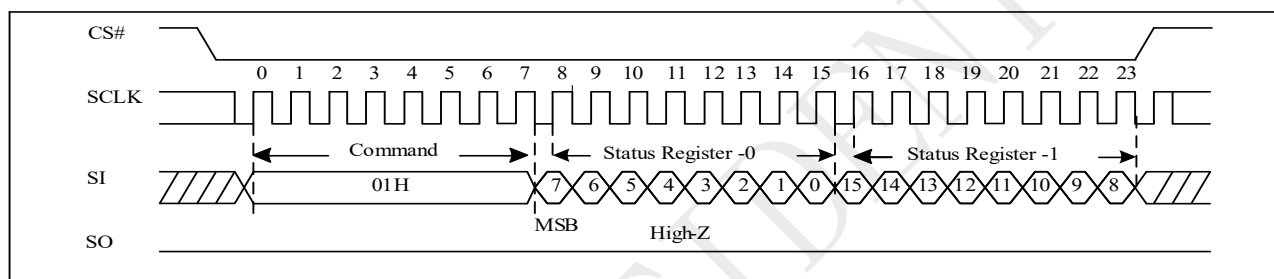 CS#
0 1 2 3 4 5 6 7 8 9 10 11 12 13 14 15 16 17 18 19 20 21 22 23
SCLK
Command Status Register -0 Status Register -1
SI 01H 7 6 5 4 3 2 1 0 15 14 13 12 11 10 9 8
MSB High-Z
SO